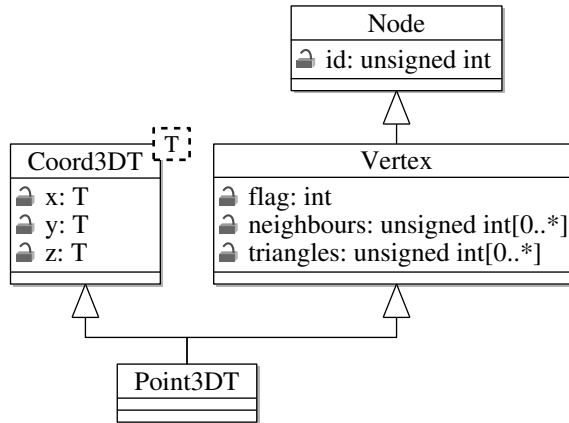 Node
id: unsigned int
T
Coord3DT
x: T
y: T
z: T
Vertex
flag: int
neighbours: unsigned int[0..*]
triangles: unsigned int[0..*]
Point3DT